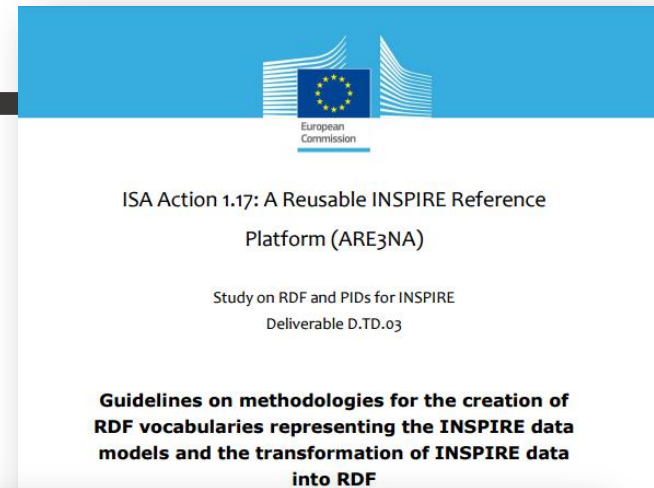 European
Commission
ISA Action 1.17: A Reusable INSPIRE Reference
Platform (ARE3NA)
Study on RDF and PIDs for INSPIRE
Deliverable D.TD.03
Guidelines on methodologies for the creation of
RDF vocabularies representing the INSPIRE data
models and the transformation of INSPIRE data
into RDF